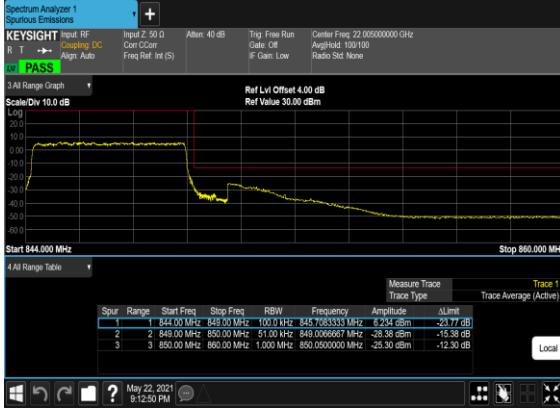 Spectrum Analyzer 1
Spurious Emissions
KEYSIGHT Input: RF Input Z: 50 Ω Atten: 40 dB Trig: Free Run Center Freq: 22.005000000 GHz
R T Coupling: DC Corr CCorr Gate: Off Avg|Hold: 100/100
Align: Auto Freq Ref: Int (S) IF Gain: Low Radio Std: None
LXI PASS
3 All Range Graph
Ref Lvl Offset 4.00 dB
Scale/Div 10.0 dB Ref Value 30.00 dBm
Log
20.0
10.0
0.00
-10.0
-20.0
-30.0
-40.0
-50.0
-60.0
Start 844.000 MHz Stop 860.000 MH
4 All Range Table
Measure Trace Trace 1
Trace Type Trace Average (Active)
Spur Range Start Freq Stop Freq RBW Frequency Amplitude ΔLimit
1 1 844.00 MHz 849.00 MHz 100.0 kHz 845.7083333 MHz 6.234 dBm -23.77 dB
2 2 849.00 MHz 850.00 MHz 51.00 kHz 849.0066667 MHz -28.38 dBm -15.38 dB
3 3 850.00 MHz 860.00 MHz 1.000 MHz 850.0500000 MHz -25.30 dBm -12.30 dB
Local
? May 22, 2021
9:12:50 PM